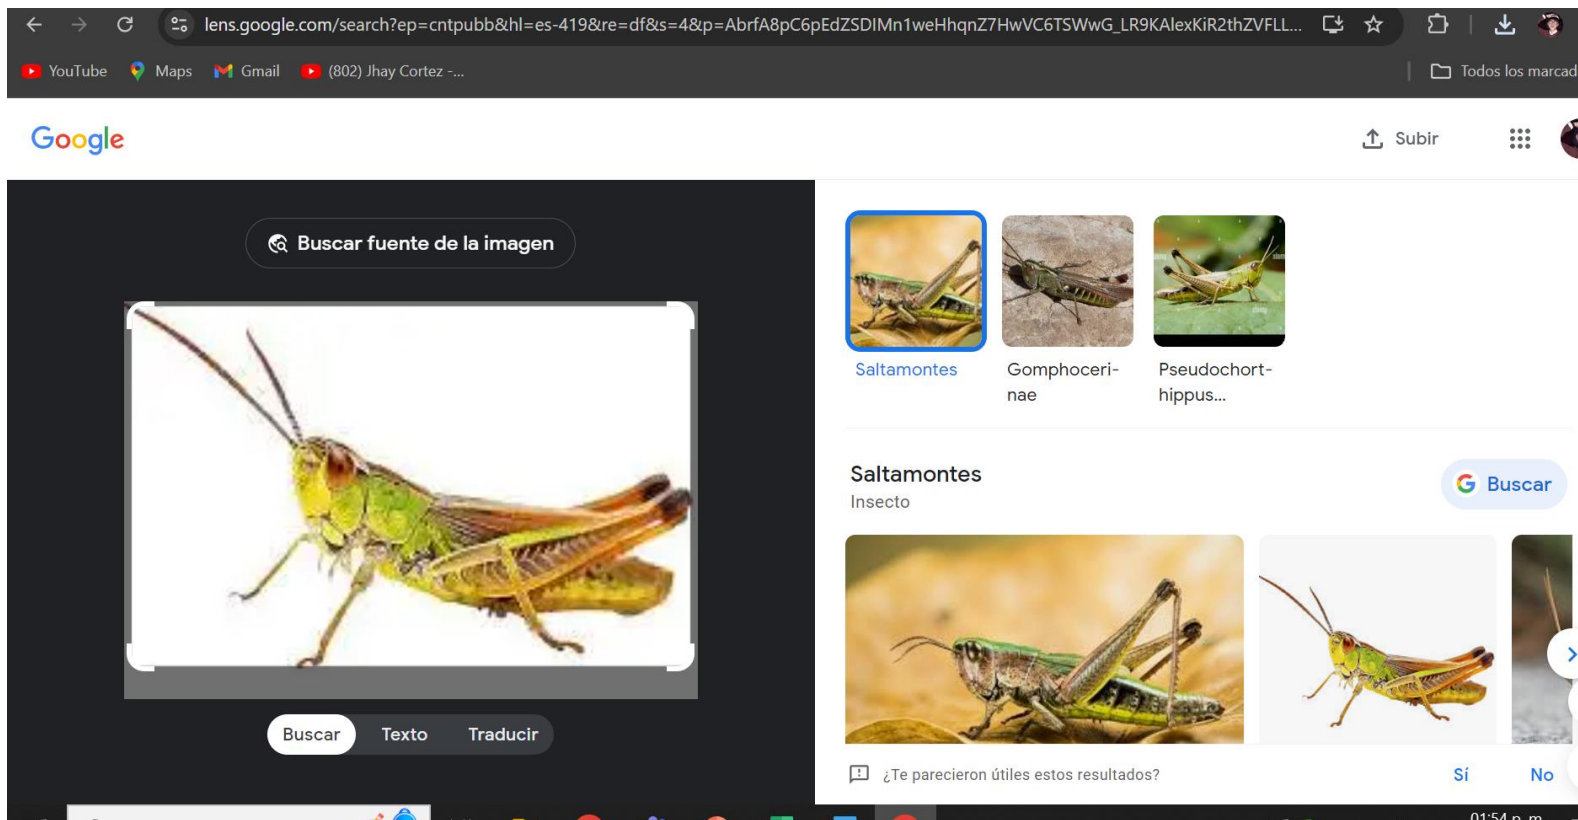 lens.google.com/search?ep=cntpubb&hl=es-419&re=df&s=4&p=AbrfA8pC6pEdZSDIMn1weHhqnZ7HwVC6TSWwG_LR9KAlexKiR2thZVFLL...
YouTube Maps Gmail (802) Jhay Cortez -...
Todos los marcad
Google
Subir
Buscar fuente de la imagen
Saltamontes
Gomphoceri-
nae
Pseudochort-
hippus...
Saltamontes
Insecto
Buscar
Buscar Texto Traducir
¿Te parecieron útiles estos resultados?
Sí No
01:54 p. m.